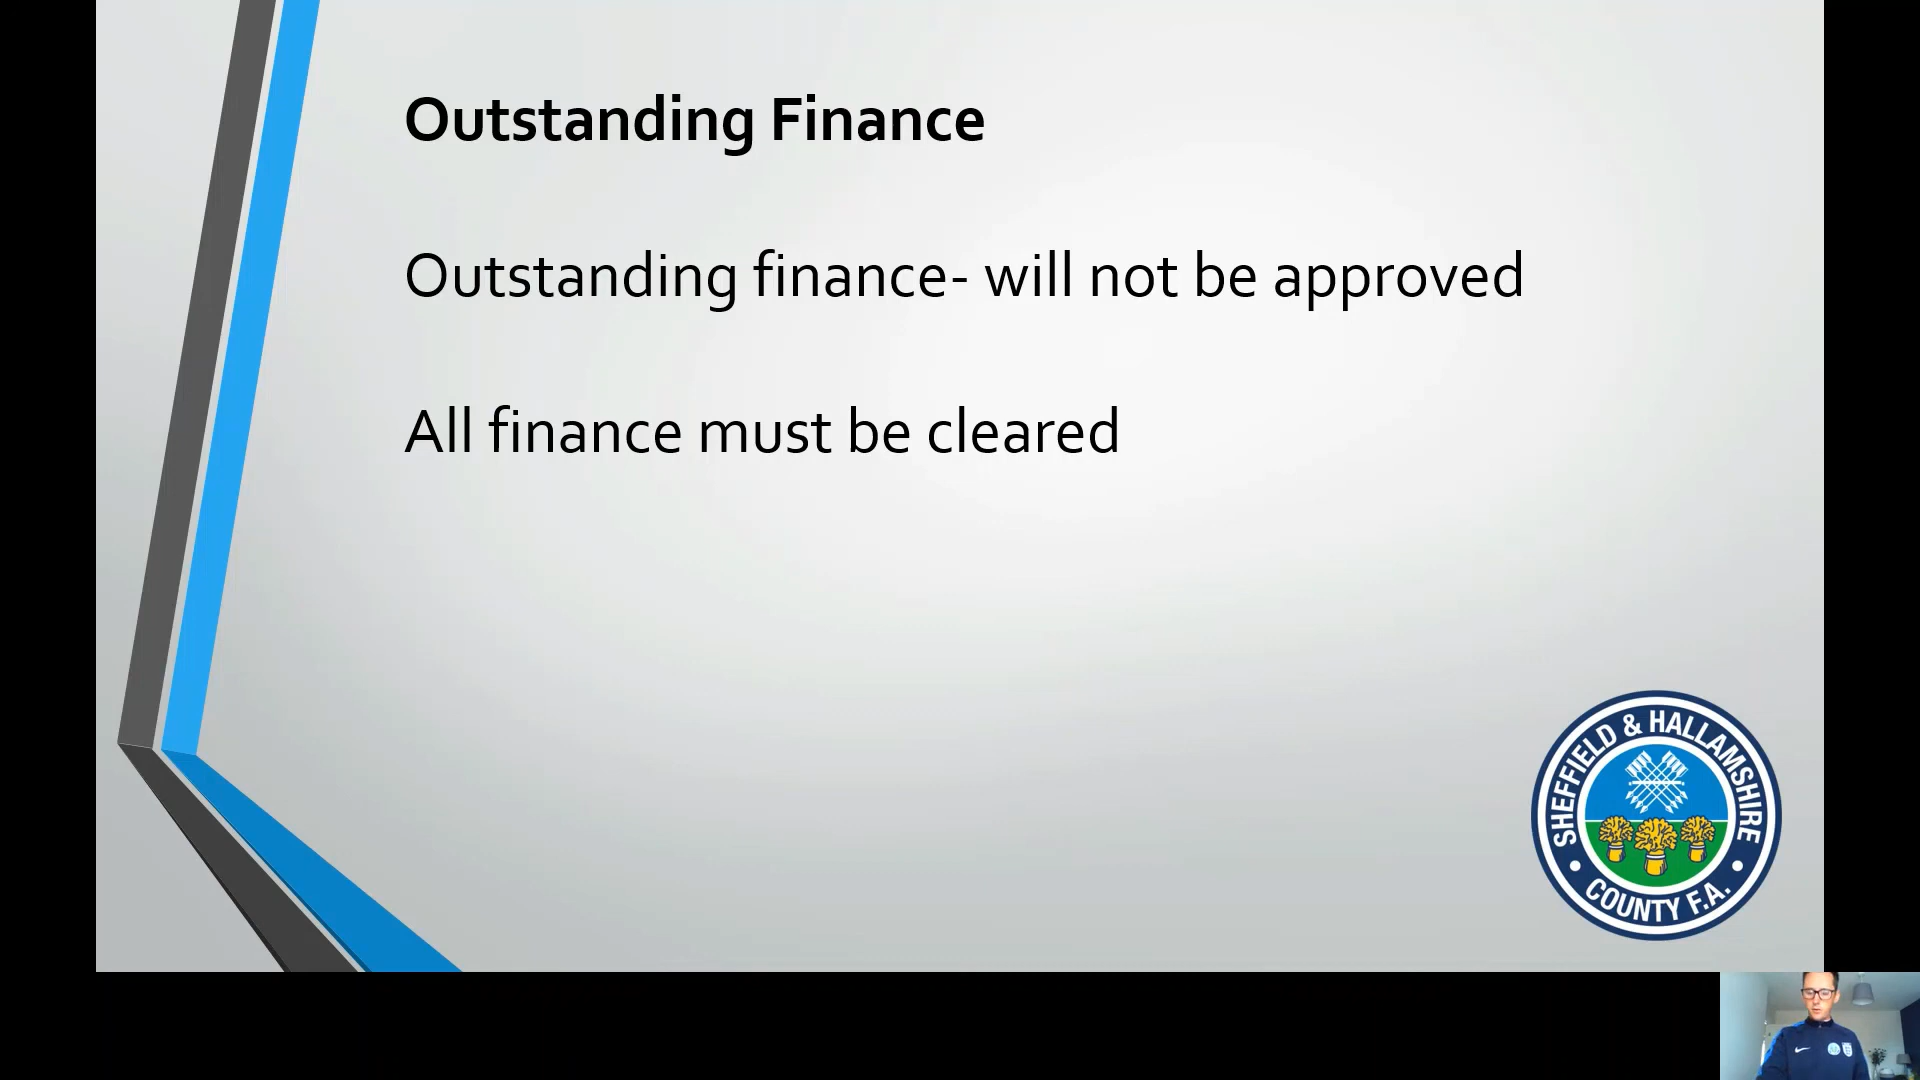 Outstanding Finance
Outstanding finance- will not be approved
All finance must be cleared
SHEFFIELD & HALLAMSHIRE
COUNTY F.A.